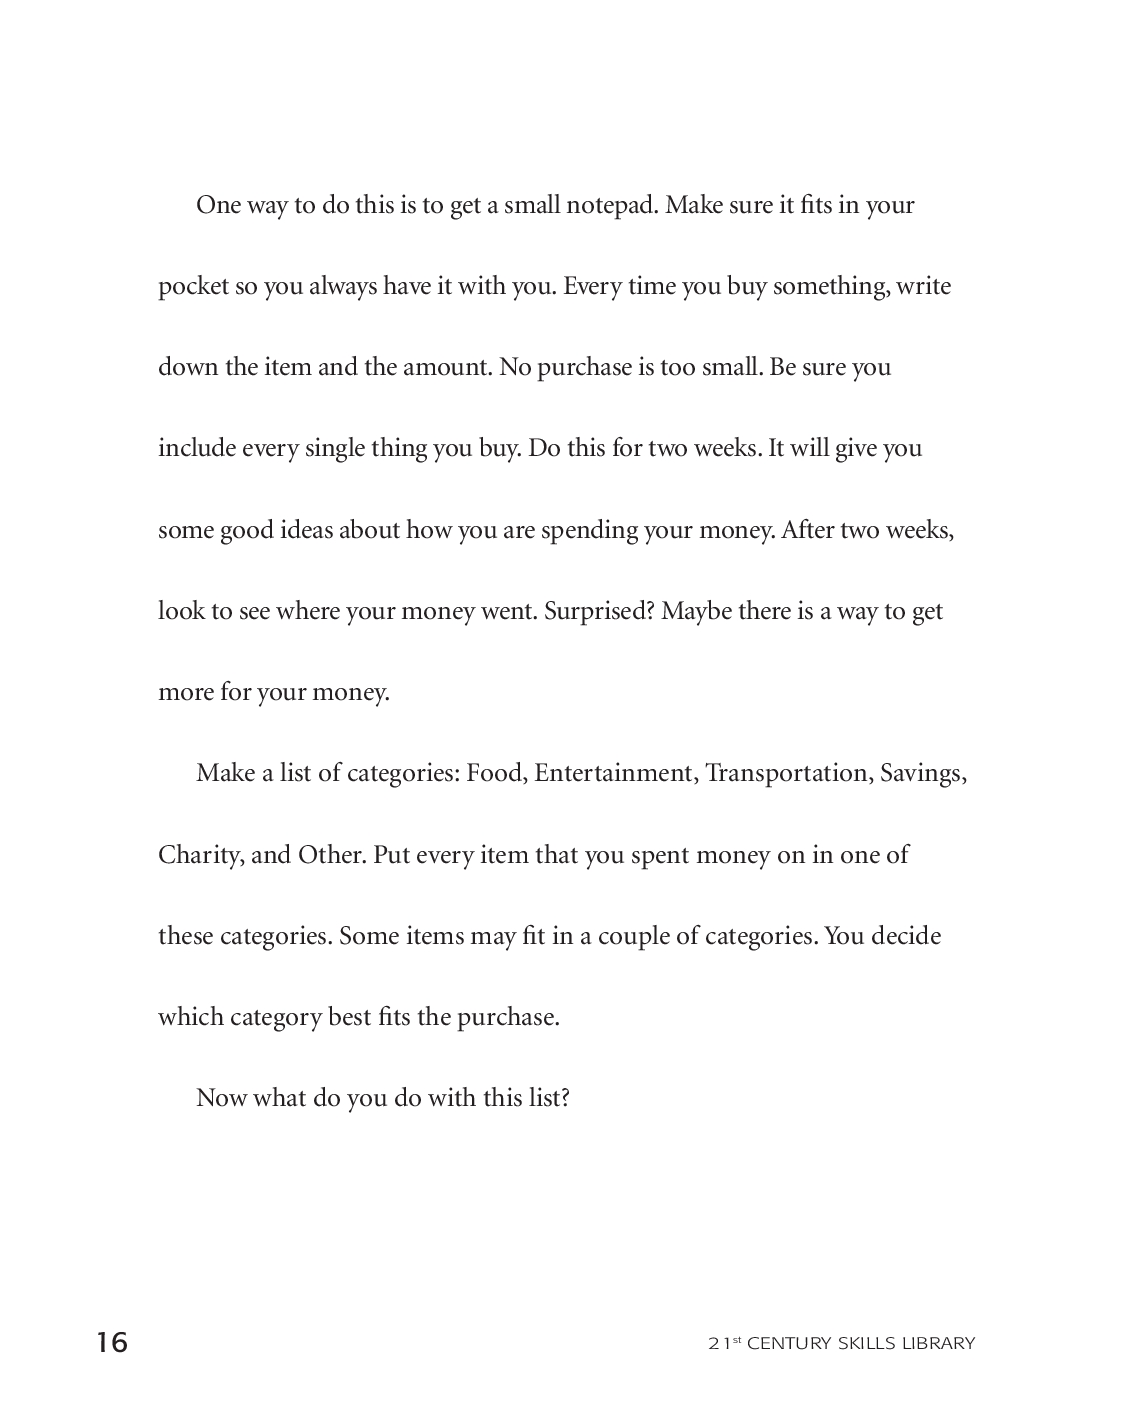 One way to do this is to get a small notepad. Make sure it fits in your
pocket so you always have it with you. Every time you buy something, write
down the item and the amount. No purchase is too small. Be sure you
include every single thing you buy. Do this for two weeks. It will give you
some good ideas about how you are spending your money. After two weeks,
look to see where your money went. Surprised? Maybe there is a way to get
more for your money.
Make a list of categories: Food, Entertainment, Transportation, Savings,
Charity, and Other. Put every item that you spent money on in one of
these categories. Some items may fit in a couple of categories. You decide
which category best fits the purchase.
Now what do you do with this list?
16
21st CENTURY SKILLS LIBRARY